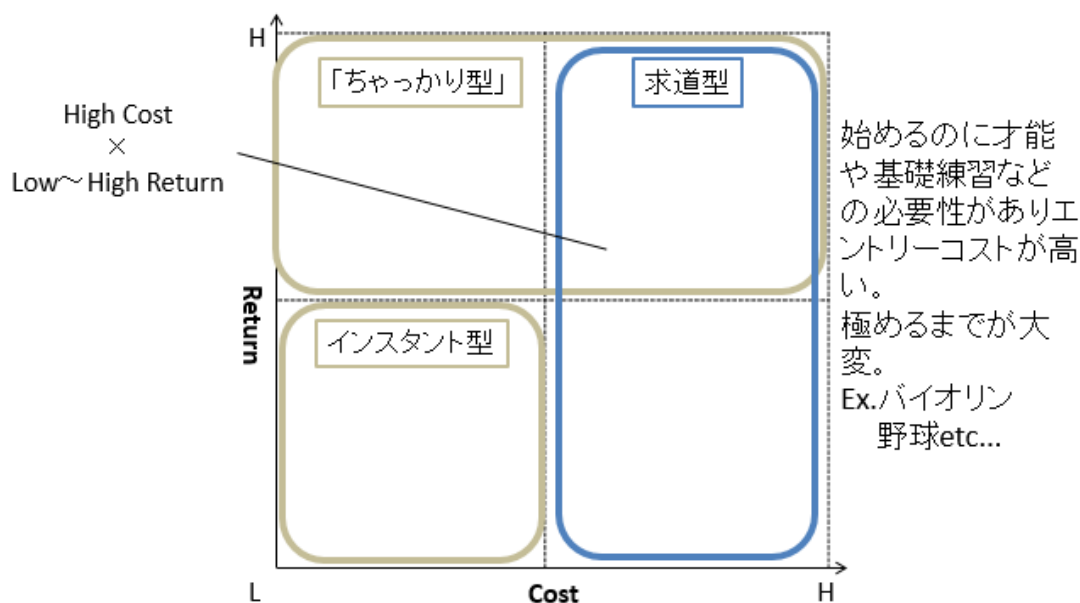 H
「ちゃっかり型」
求道型
High Cost
×
Low～High Return
始めるのに才能
や基礎練習など
の必要性がありエ
ントリーコストが高
い。
極めるまでが大
変。
Ex.バイオリン
野球etc...
Return
インスタント型
L
Cost
H